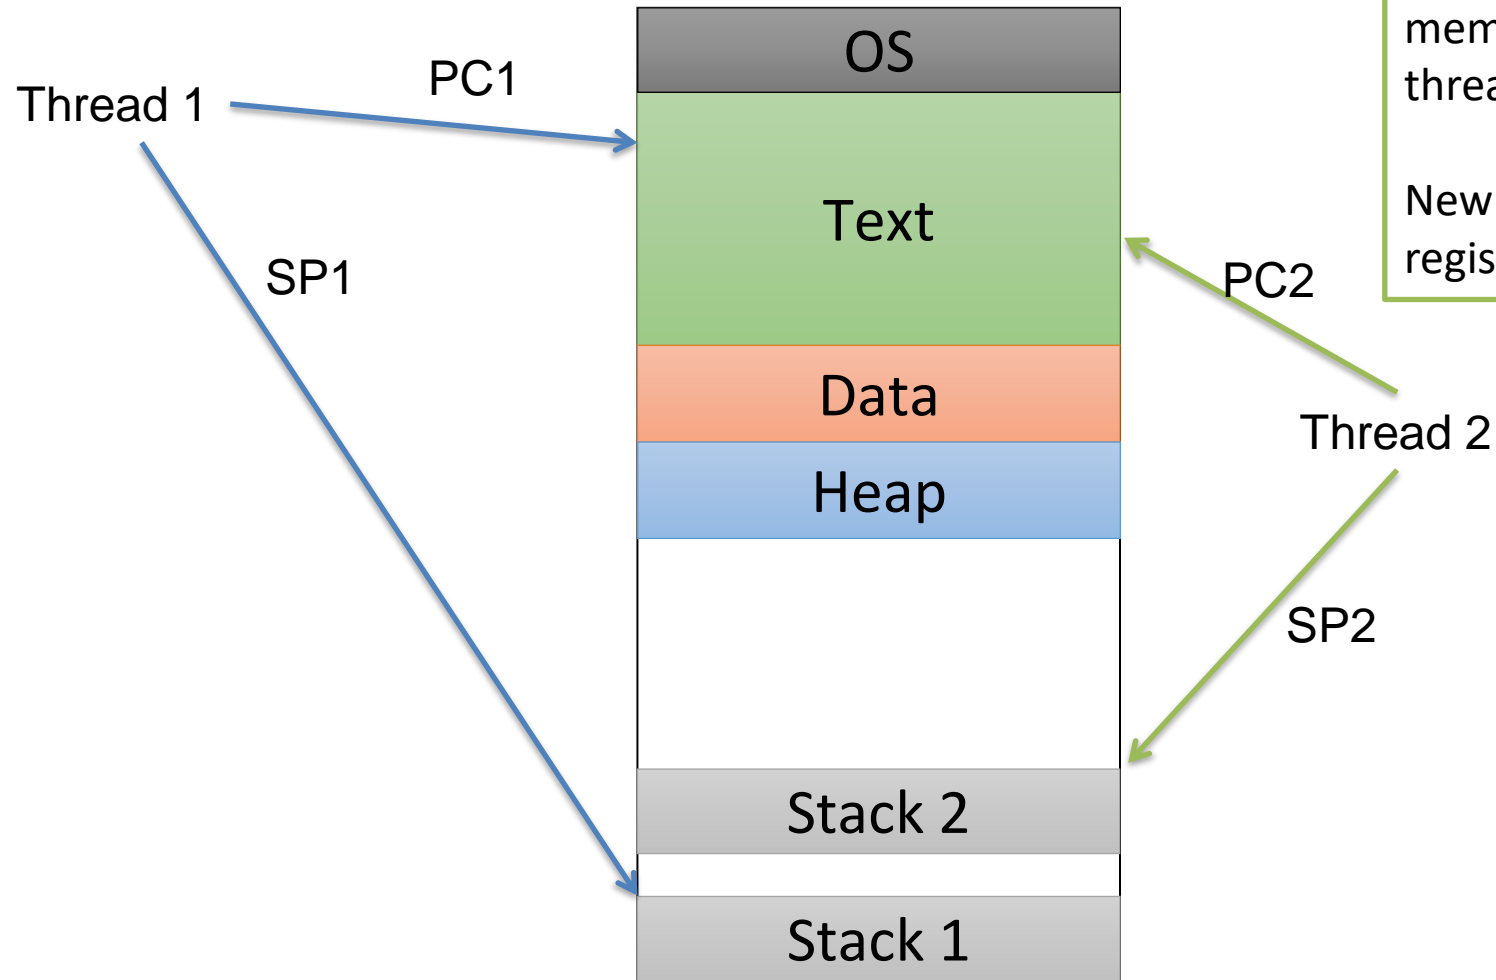 OS
PC1
Thread 1
Text
SP1
PC2
New
Data
Thread 2
Heap
SP2
Stack 2
Stack 1